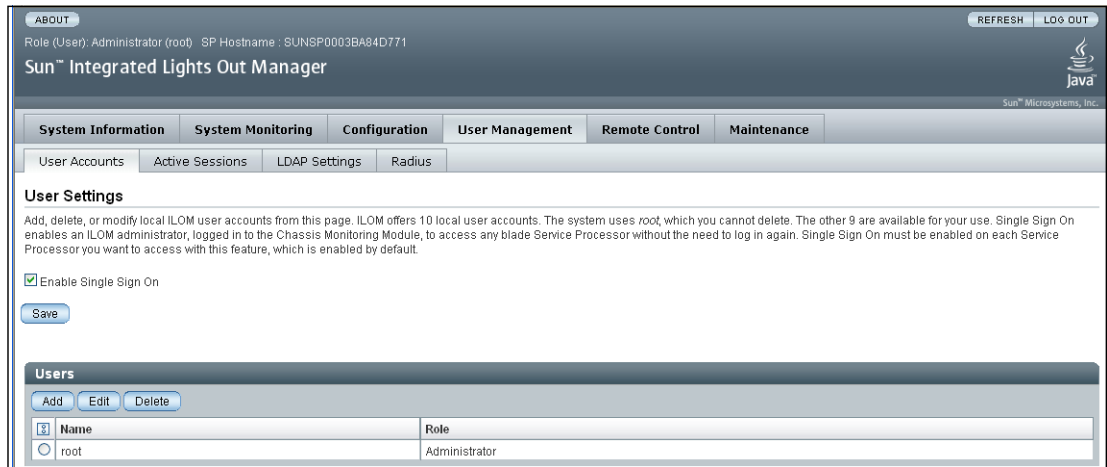 ABOUT
REFRESH LOG OUT
Role (User): Administrator (root) SP Hostname : SUNSP0003BA84D771
Sun™ Integrated Lights Out Manager
Java™
Sun™ Microsystems, Inc.
System Information System Monitoring Configuration User Management Remote Control Maintenance
User Accounts Active Sessions LDAP Settings Radius
User Settings
Add, delete, or modify local ILOM user accounts from this page. ILOM offers 10 local user accounts. The system uses root, which you cannot delete. The other 9 are available for your use. Single Sign On
enables an ILOM administrator, logged in to the Chassis Monitoring Module, to access any blade Service Processor without the need to log in again. Single Sign On must be enabled on each Service
Processor you want to access with this feature, which is enabled by default.
Enable Single Sign On
Save
Users
Add Edit Delete
Name Role
root Administrator